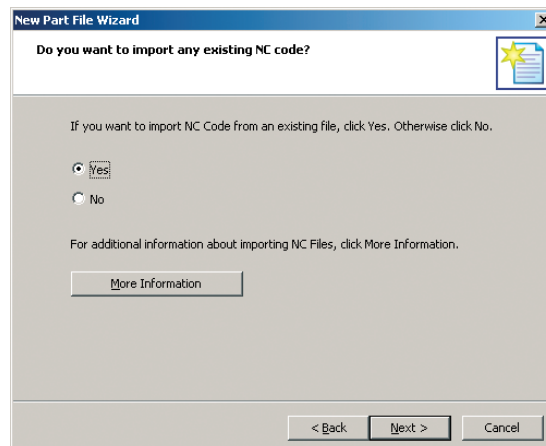 New Part File Wizard
Do you want to import any existing NC code?
If you want to import NC Code from an existing file, click Yes. Otherwise click No.
Yes
No
For additional information about importing NC Files, click More Information.
More Information
< Back Next > Cancel